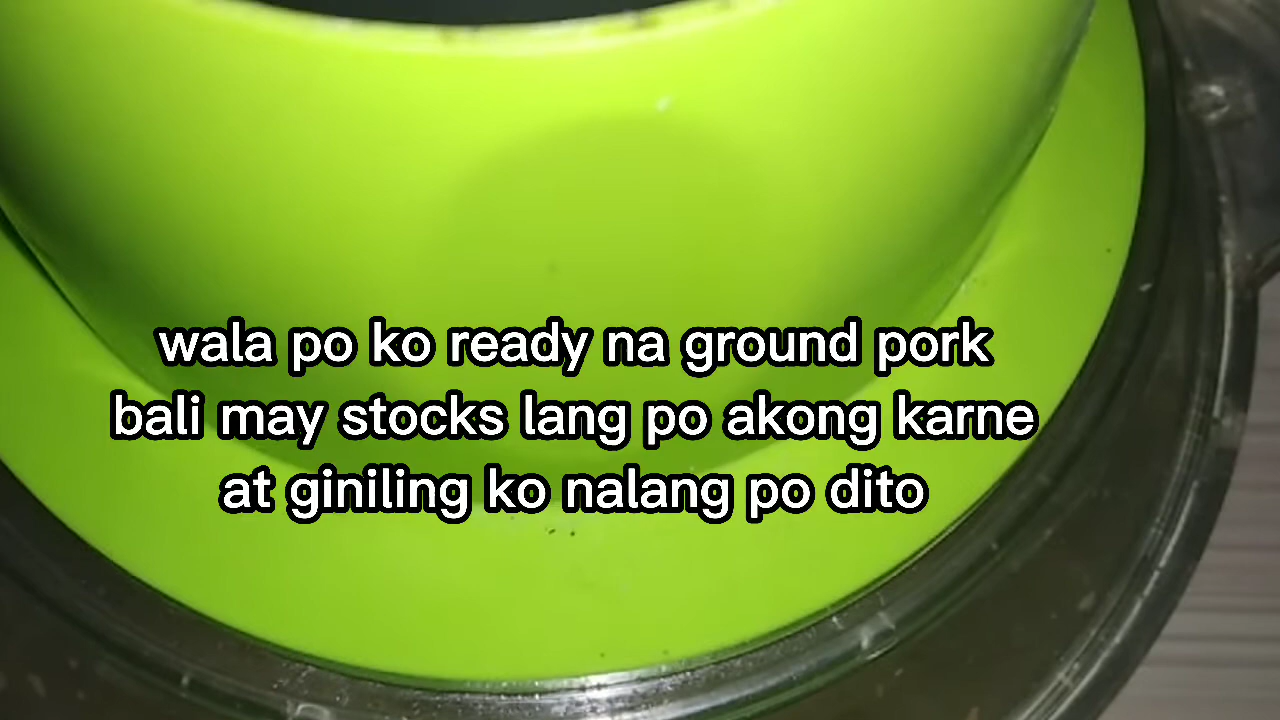 wala po ko ready na ground pork
bali may stocks lang po akong karne
at giniling ko nalang po dito